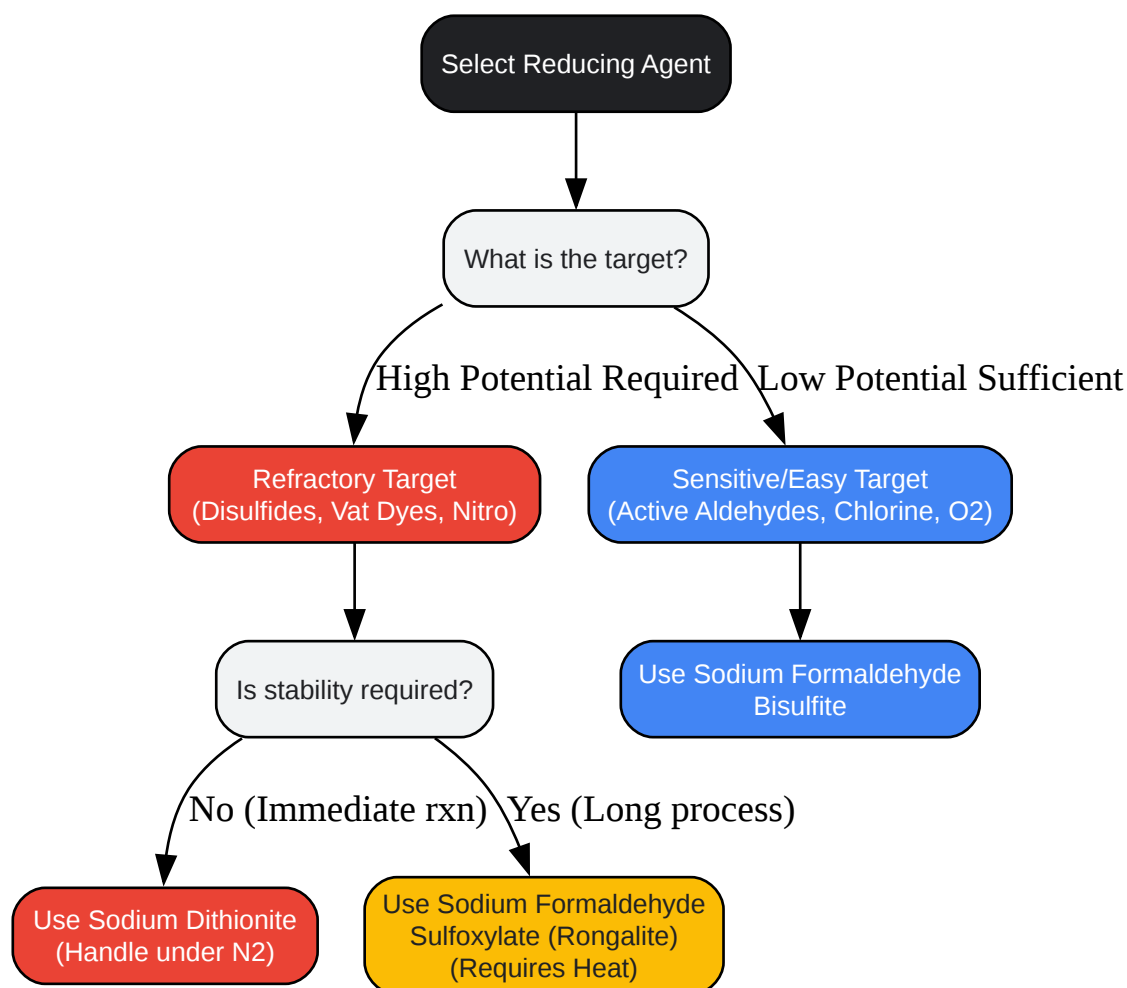 Select Reducing Agent
What is the target?
High Potential Required
Low Potential Sufficient
Refractory Target
(Disulfides, Vat Dyes, Nitro)
Sensitive/Easy Target
(Active Aldehydes, Chlorine, O2)
Is stability required?
Use Sodium Formaldehyde
Bisulfite
No (Immediate rxn)
Yes (Long process)
Use Sodium Dithionite
(Handle under N2)
Use Sodium Formaldehyde
Sulfoxylate (Rongalite)
(Requires Heat)